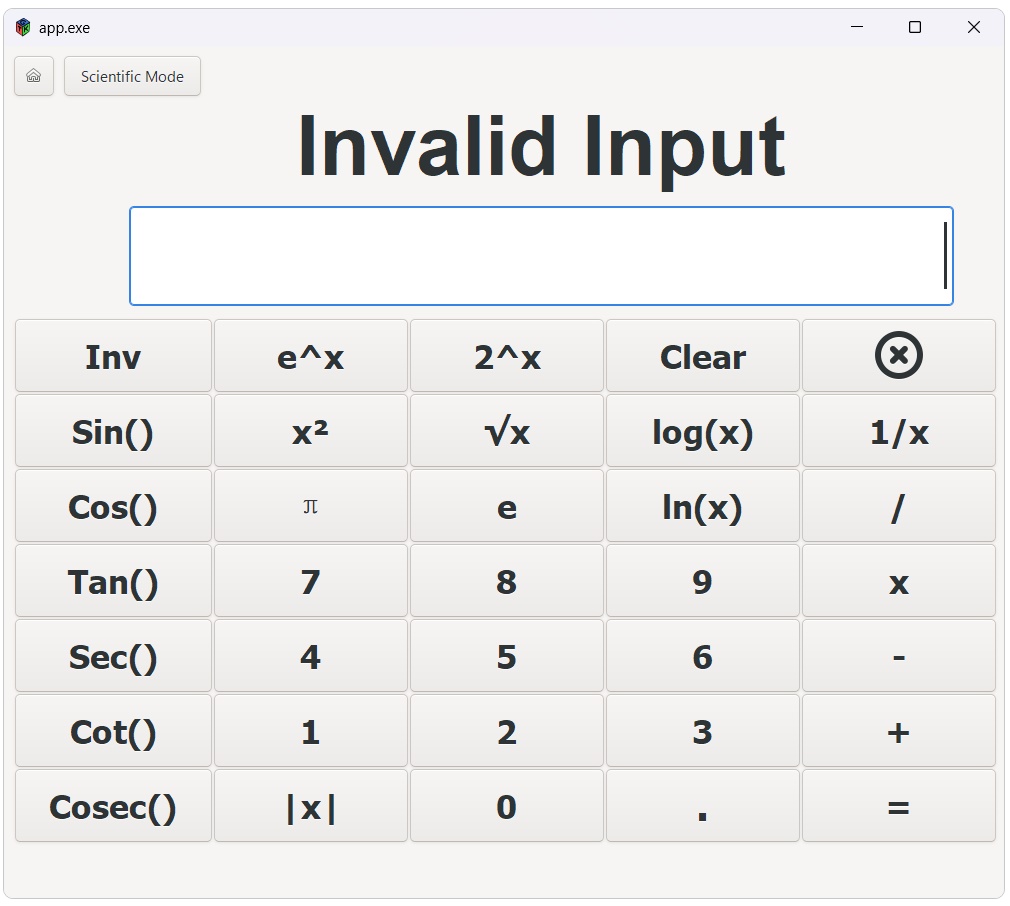 app.exe
Scientific Mode
Invalid Input
Inv e^x 2^x Clear
Sin() x² √x log(x) 1/x
Cos() π e ln(x) /
Tan() 7 8 9 x
Sec() 4 5 6 -
Cot() 1 2 3 +
Cosec() |x| 0 . =